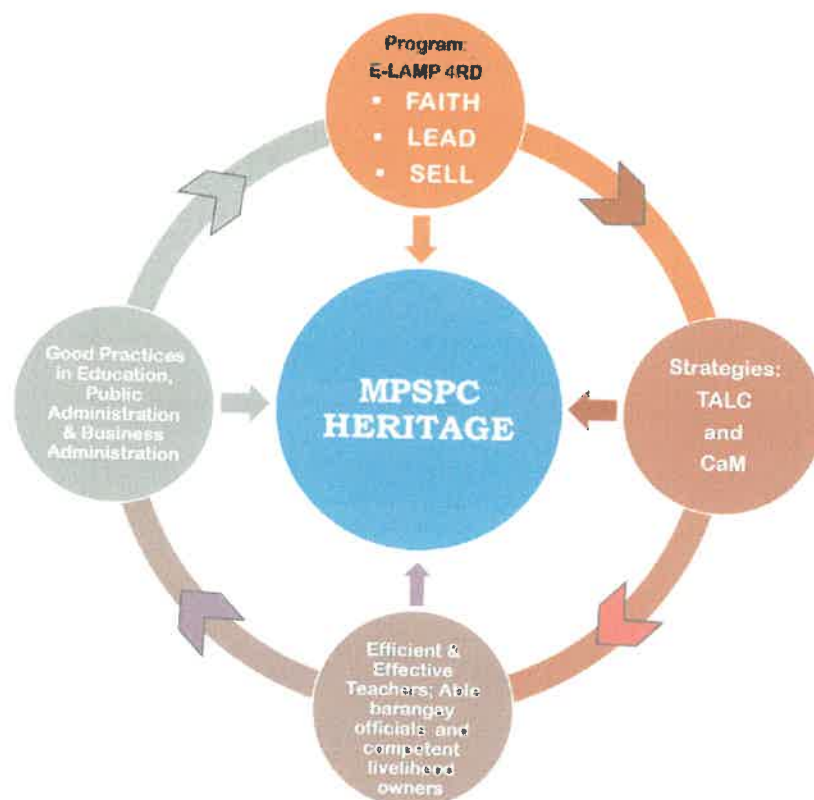 Program:
E-LAMP 4RD
▪ FAITH
▪ LEAD
▪ SELL
Strategies:
TALC
and
CaM
Efficient &
Effective
Teachers; Able
barangay
officials and
competent
livelihood
owners
Good Practices
in Education,
Public
Administration
& Business
Administration
MPSPC
HERITAGE